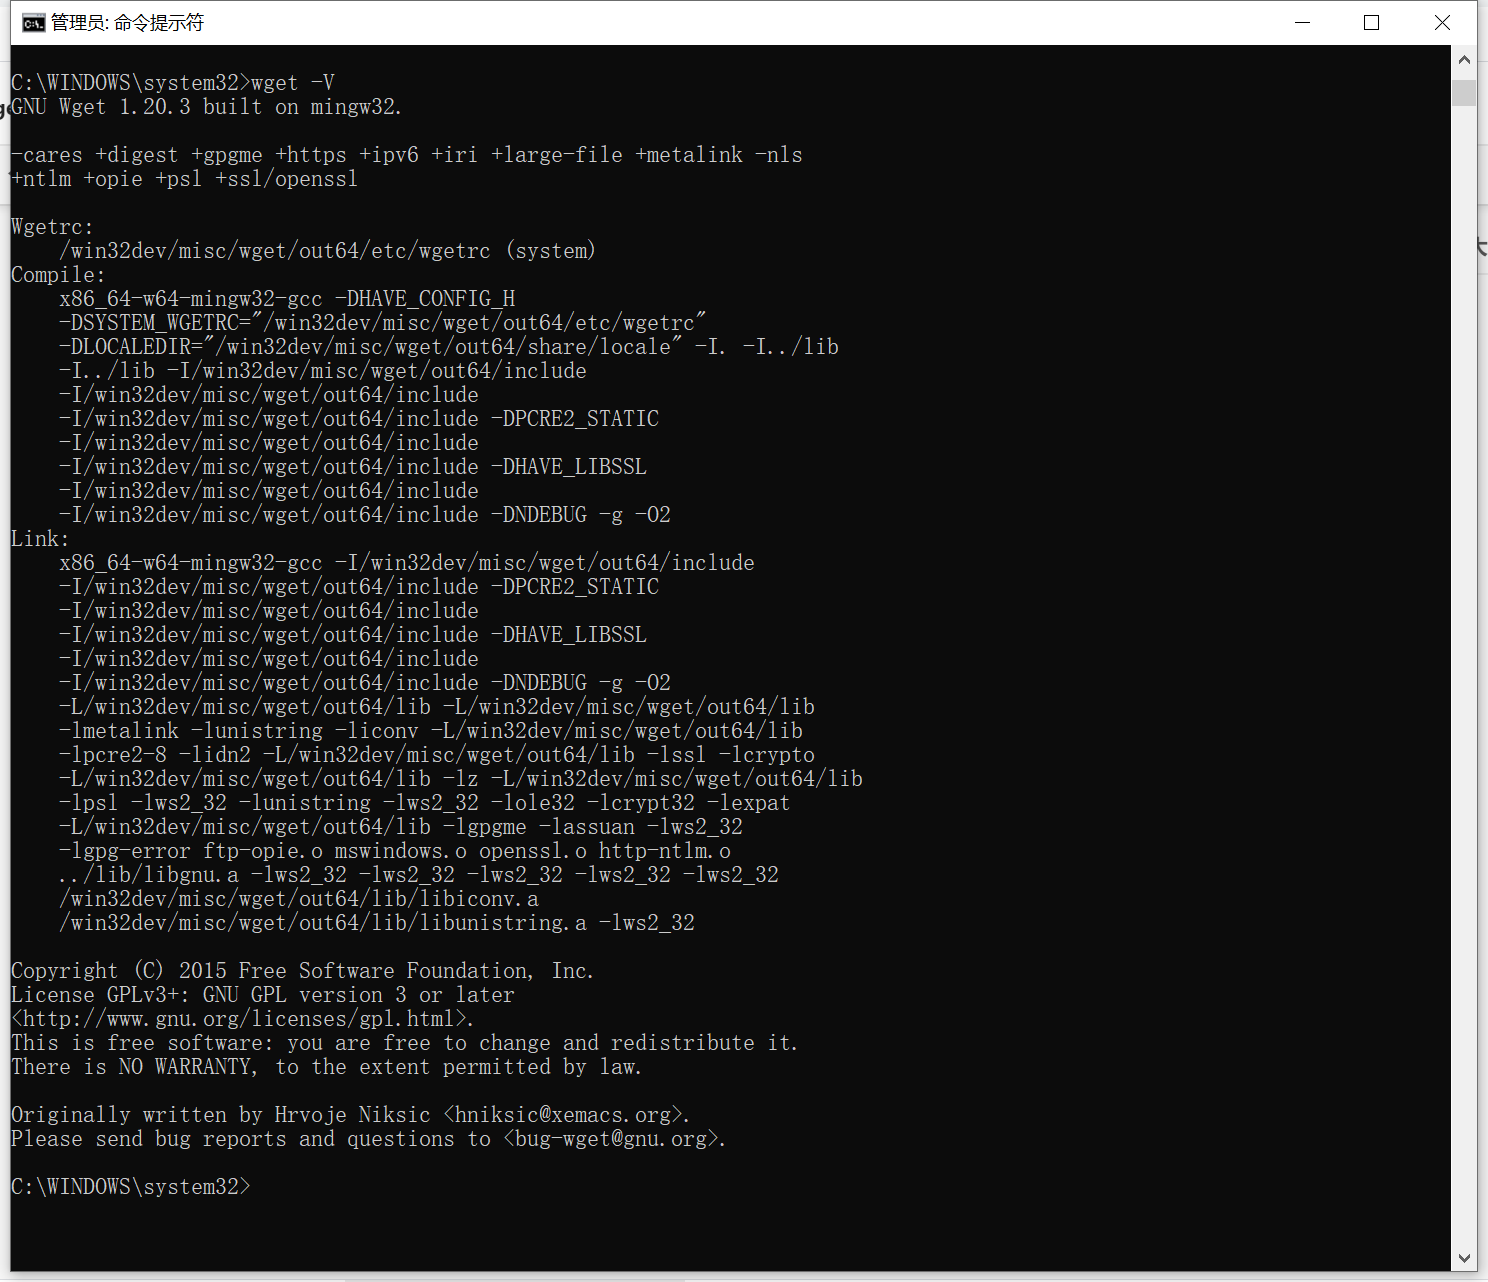 管理员: 命令提示符
C:\WINDOWS\system32>wget -V
GNU Wget 1.20.3 built on mingw32.
-cares +digest +gpgme +https +ipv6 +iri +large-file +metalink -nls
+ntlm +opie +psl +ssl/openssl
Wgetrc:
    /win32dev/misc/wget/out64/etc/wgetrc (system)
Compile:
    x86_64-w64-mingw32-gcc -DHAVE_CONFIG_H
    -DSYSTEM_WGETRC="/win32dev/misc/wget/out64/etc/wgetrc"
    -DLOCALEDIR="/win32dev/misc/wget/out64/share/locale" -I. -I../lib
    -I../lib -I/win32dev/misc/wget/out64/include
    -I/win32dev/misc/wget/out64/include
    -I/win32dev/misc/wget/out64/include -DPCRE2_STATIC
    -I/win32dev/misc/wget/out64/include
    -I/win32dev/misc/wget/out64/include -DHAVE_LIBSSL
    -I/win32dev/misc/wget/out64/include
    -I/win32dev/misc/wget/out64/include -DNDEBUG -g -O2
Link:
    x86_64-w64-mingw32-gcc -I/win32dev/misc/wget/out64/include
    -I/win32dev/misc/wget/out64/include -DPCRE2_STATIC
    -I/win32dev/misc/wget/out64/include
    -I/win32dev/misc/wget/out64/include -DHAVE_LIBSSL
    -I/win32dev/misc/wget/out64/include
    -I/win32dev/misc/wget/out64/include -DNDEBUG -g -O2
    -L/win32dev/misc/wget/out64/lib -L/win32dev/misc/wget/out64/lib
    -lmetalink -lunistring -liconv -L/win32dev/misc/wget/out64/lib
    -lpcre2-8 -lidn2 -L/win32dev/misc/wget/out64/lib -lssl -lcrypto
    -L/win32dev/misc/wget/out64/lib -lz -L/win32dev/misc/wget/out64/lib
    -lpsl -lws2_32 -lunistring -lws2_32 -lole32 -lcrypt32 -lexpat
    -L/win32dev/misc/wget/out64/lib -lgpgme -lassuan -lws2_32
    -lgpg-error ftp-opie.o mswindows.o openssl.o http-ntlm.o
    ../lib/libgnu.a -lws2_32 -lws2_32 -lws2_32 -lws2_32 -lws2_32
    /win32dev/misc/wget/out64/lib/libiconv.a
    /win32dev/misc/wget/out64/lib/libunistring.a -lws2_32
Copyright (C) 2015 Free Software Foundation, Inc.
License GPLv3+: GNU GPL version 3 or later
<http://www.gnu.org/licenses/gpl.html>.
This is free software: you are free to change and redistribute it.
There is NO WARRANTY, to the extent permitted by law.
Originally written by Hrvoje Niksic <hniksic@xemacs.org>.
Please send bug reports and questions to <bug-wget@gnu.org>.
C:\WINDOWS\system32>